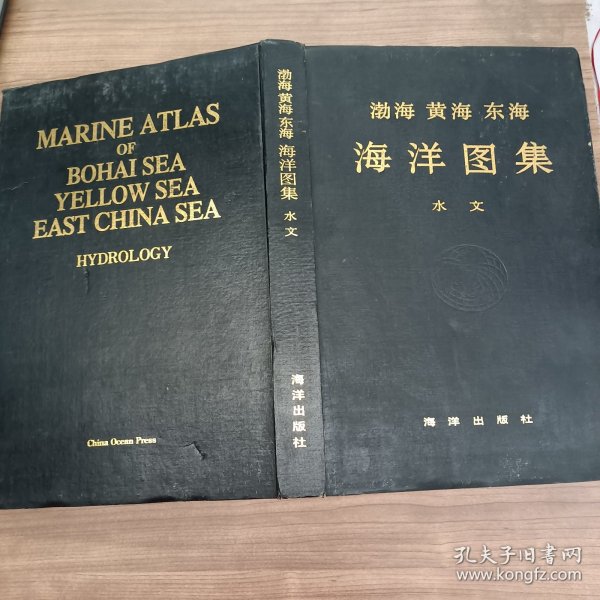 MARINE ATLAS
OF
BOHAI SEA
YELLOW SEA
EAST CHINA SEA
HYDROLOGY
China Ocean Press
渤海 黄海 东海 海洋图集 水文
海洋出版社
渤海 黄海 东海
海洋图集
水文
海洋出版社
孔夫子旧书网
www.kongfz.com